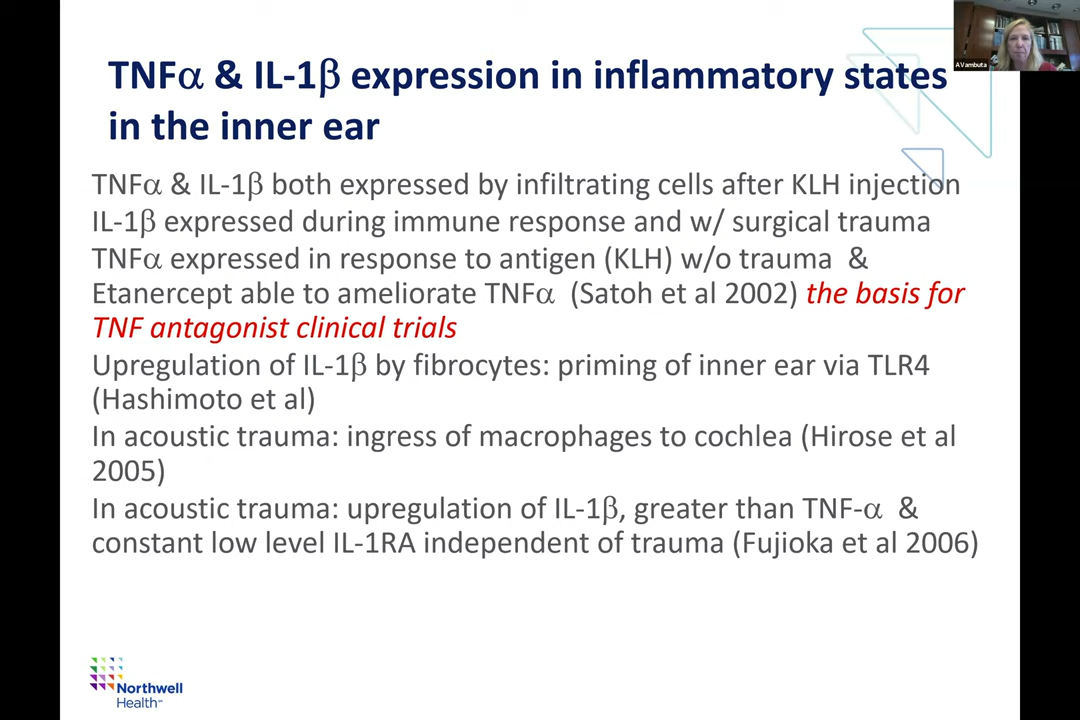 TNFα & IL-1β expression in inflammatory states
in the inner ear
AVambuta
TNFα & IL-1β both expressed by infiltrating cells after KLH injection
IL-1β expressed during immune response and w/ surgical trauma
TNFα expressed in response to antigen (KLH) w/o trauma &
Etanercept able to ameliorate TNFα (Satoh et al 2002) the basis for
TNF antagonist clinical trials
Upregulation of IL-1β by fibrocytes: priming of inner ear via TLR4
(Hashimoto et al)
In acoustic trauma: ingress of macrophages to cochlea (Hirose et al
2005)
In acoustic trauma: upregulation of IL-1β, greater than TNF-α &
constant low level IL-1RA independent of trauma (Fujioka et al 2006)
Northwell
Health℠